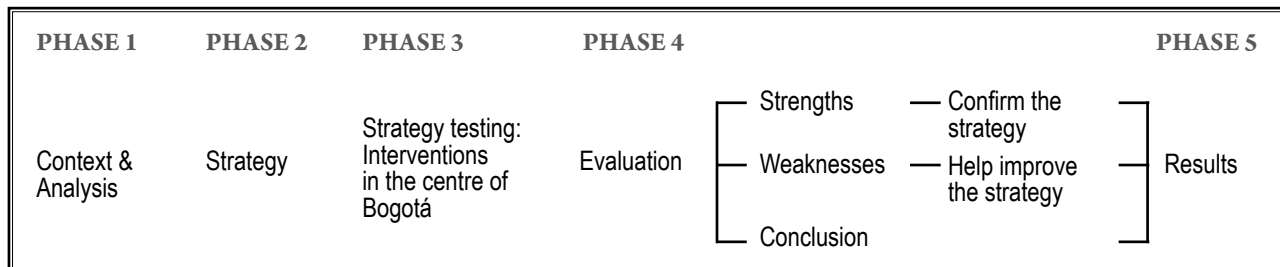 PHASE 1 PHASE 2 PHASE 3 PHASE 4 PHASE 5
Context &
Analysis
Strategy
Strategy testing:
Interventions
in the centre of
Bogotá
Evaluation
Strengths
Confirm the
strategy
Weaknesses
Help improve
the strategy
Conclusion
Results